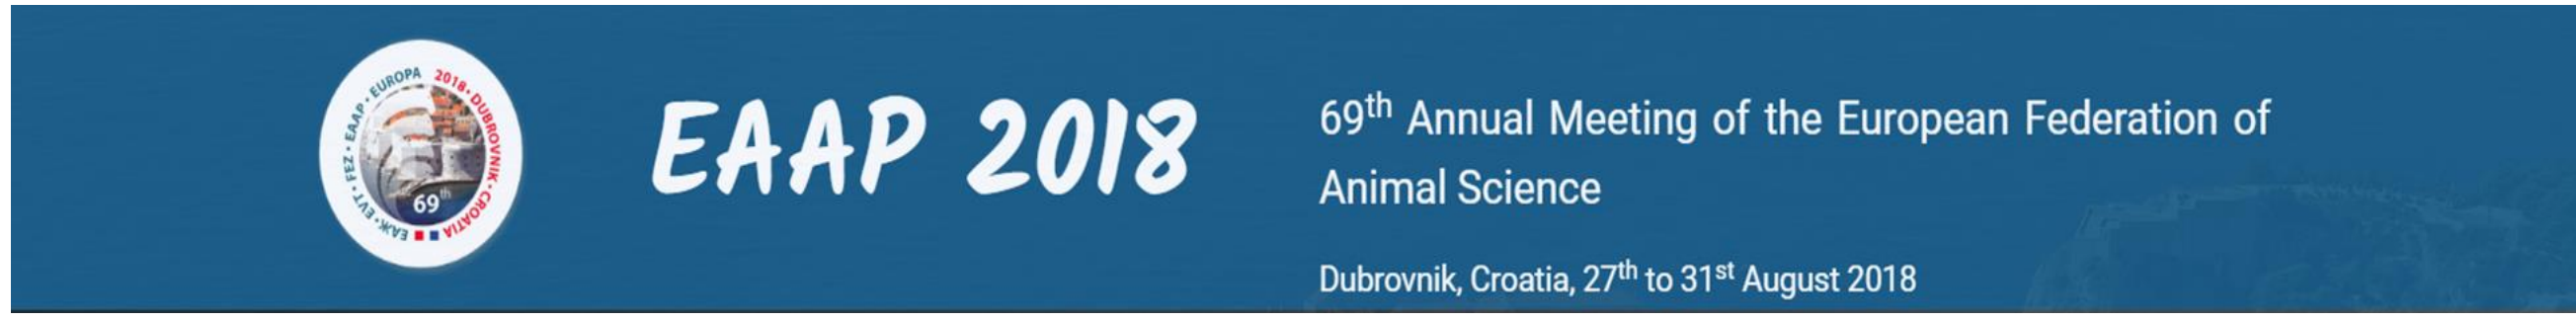 ЕАЖ · EVT · FEZ · EAAP · EUROPA 2018 · DUBROVNIK · CROATIA
69th
EAAP 2018
69th Annual Meeting of the European Federation of
Animal Science
Dubrovnik, Croatia, 27th to 31st August 2018